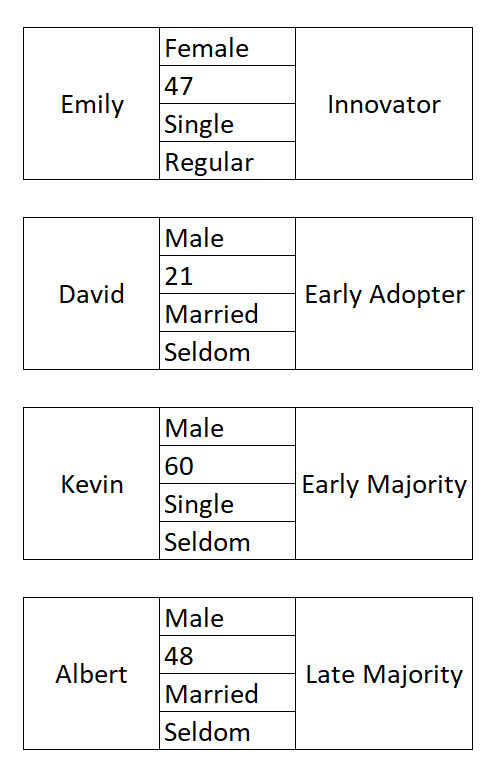 Female
47
Emily
Innovator
Single
Regular
Male
21
David
Early Adopter
Married
Seldom
Male
60
Kevin
Early Majority
Single
Seldom
Male
48
Albert
Late Majority
Married
Seldom